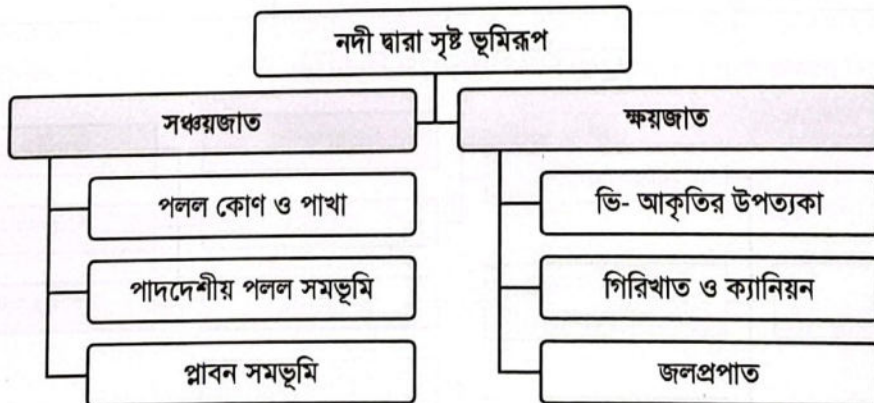 নদী দ্বারা সৃষ্ট ভূমিরূপ
সঞ্চয়জাত
পলল কোণ ও পাখা
পাদদেশীয় পলল সমভূমি
প্লাবন সমভূমি
ক্ষয়জাত
ভি- আকৃতির উপত্যকা
গিরিখাত ও ক্যানিয়ন
জলপ্রপাত